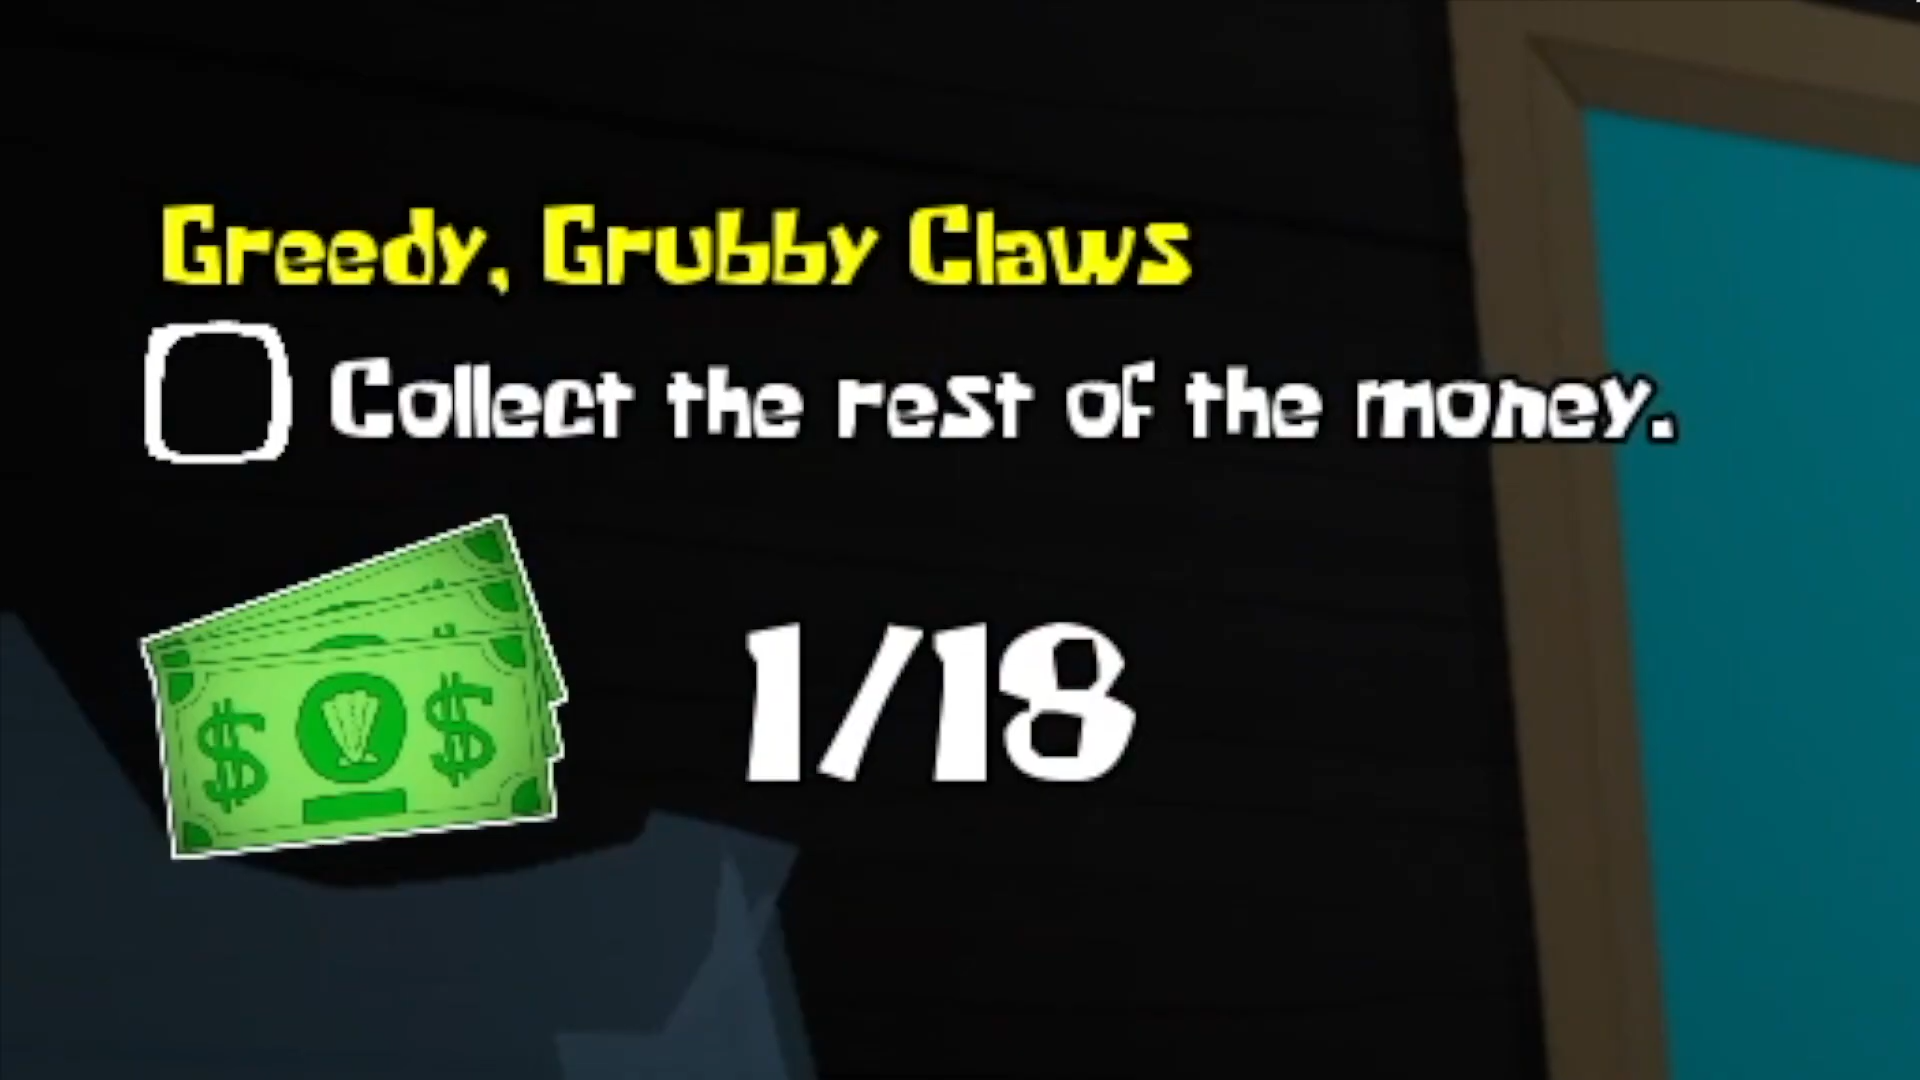 Greedy, Grubby Claws
Collect the rest of the money.
$ $
1/18